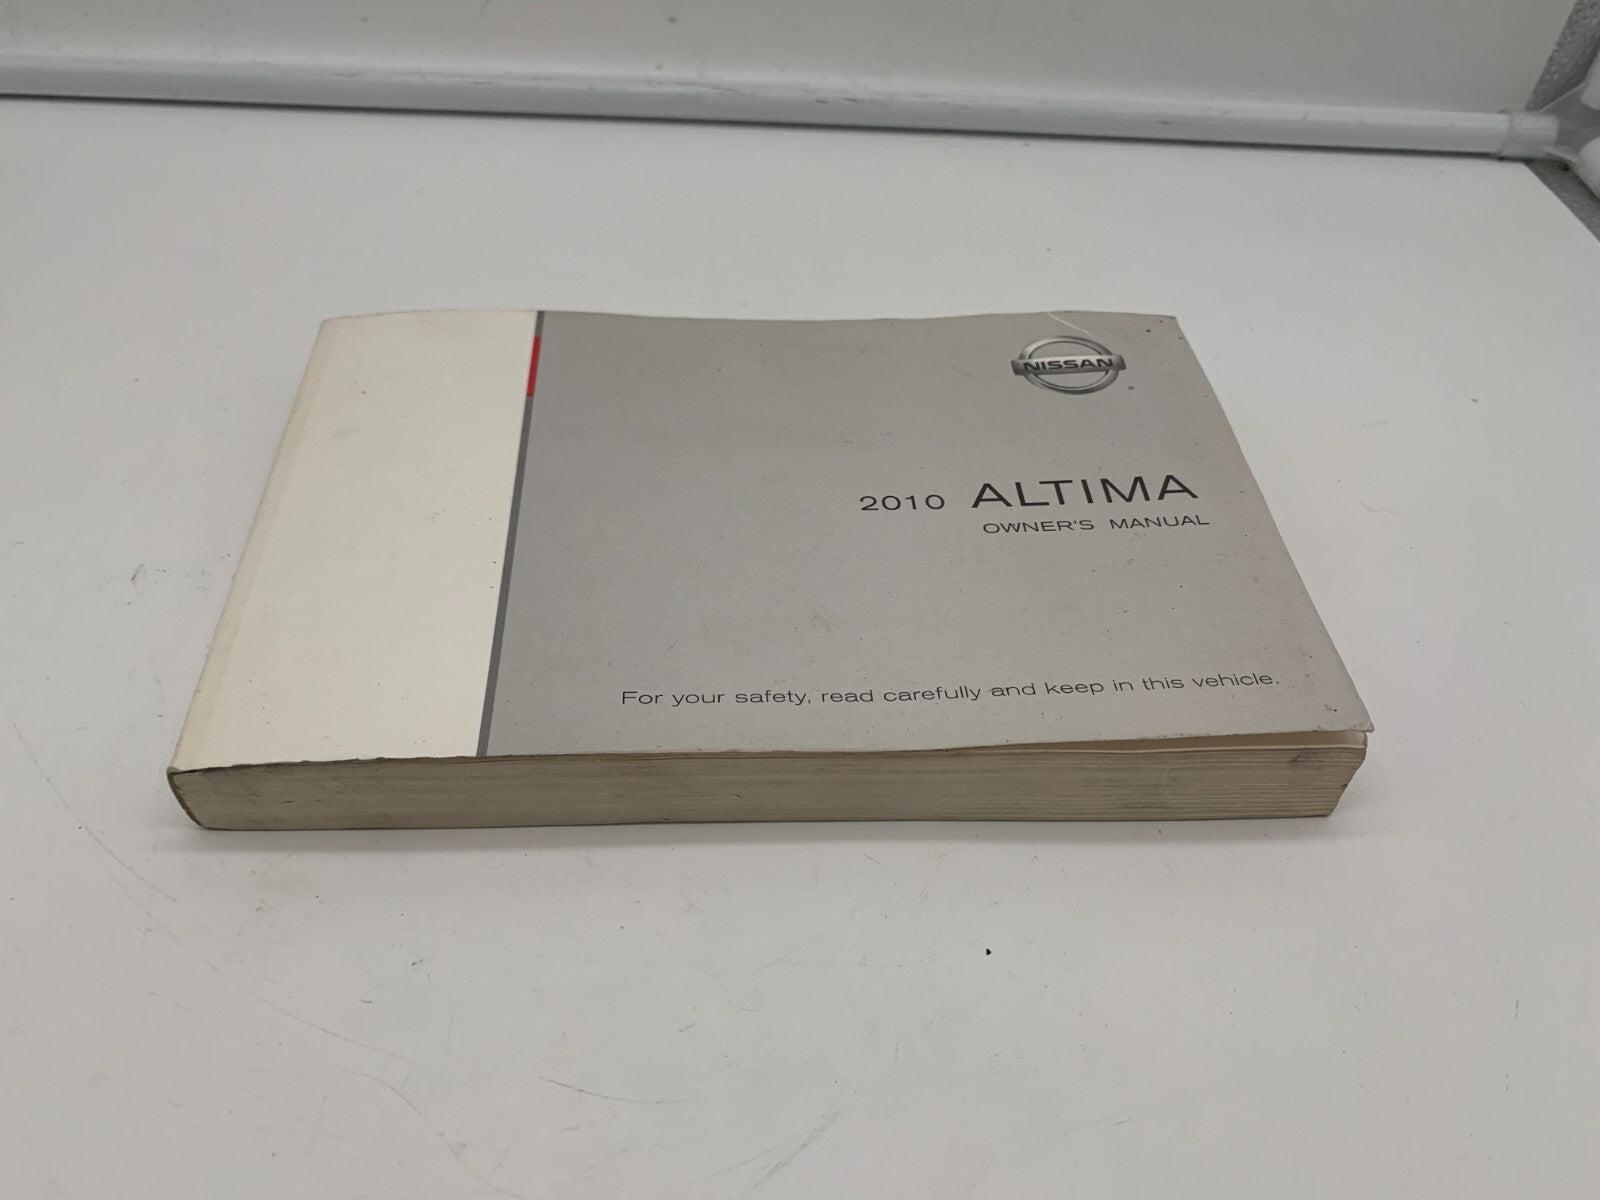 NISSAN
2010 ALTIMA
OWNER'S MANUAL
For your safety, read carefully and keep in this vehicle.